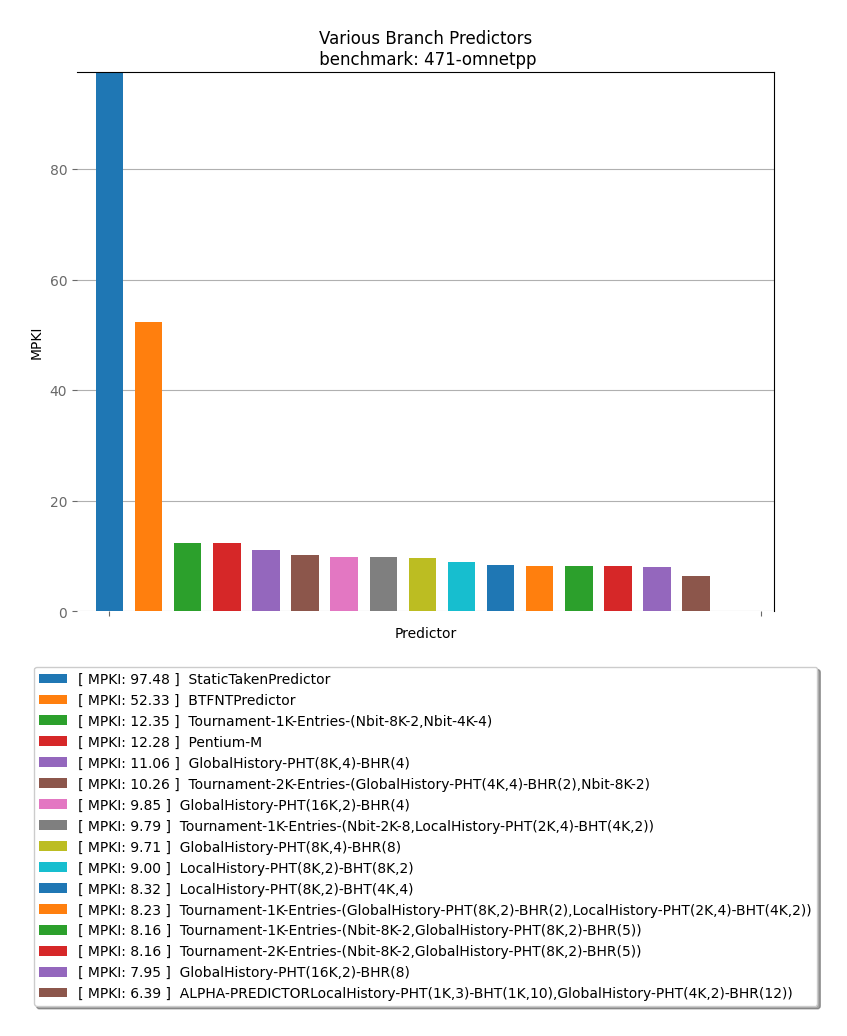 Various Branch Predictors
benchmark: 471-omnetpp
80
60
40
20
0
MPKI
Predictor
[ MPKI: 97.48 ]  StaticTakenPredictor
[ MPKI: 52.33 ]  BTFNTPredictor
[ MPKI: 12.35 ]  Tournament-1K-Entries-(Nbit-8K-2,Nbit-4K-4)
[ MPKI: 12.28 ]  Pentium-M
[ MPKI: 11.06 ]  GlobalHistory-PHT(8K,4)-BHR(4)
[ MPKI: 10.26 ]  Tournament-2K-Entries-(GlobalHistory-PHT(4K,4)-BHR(2),Nbit-8K-2)
[ MPKI: 9.85 ]  GlobalHistory-PHT(16K,2)-BHR(4)
[ MPKI: 9.79 ]  Tournament-1K-Entries-(Nbit-2K-8,LocalHistory-PHT(2K,4)-BHT(4K,2))
[ MPKI: 9.71 ]  GlobalHistory-PHT(8K,4)-BHR(8)
[ MPKI: 9.00 ]  LocalHistory-PHT(8K,2)-BHT(8K,2)
[ MPKI: 8.32 ]  LocalHistory-PHT(8K,2)-BHT(4K,4)
[ MPKI: 8.23 ]  Tournament-1K-Entries-(GlobalHistory-PHT(8K,2)-BHR(2),LocalHistory-PHT(2K,4)-BHT(4K,2))
[ MPKI: 8.16 ]  Tournament-1K-Entries-(Nbit-8K-2,GlobalHistory-PHT(8K,2)-BHR(5))
[ MPKI: 8.16 ]  Tournament-2K-Entries-(Nbit-8K-2,GlobalHistory-PHT(8K,2)-BHR(5))
[ MPKI: 7.95 ]  GlobalHistory-PHT(16K,2)-BHR(8)
[ MPKI: 6.39 ]  ALPHA-PREDICTORLocalHistory-PHT(1K,3)-BHT(1K,10),GlobalHistory-PHT(4K,2)-BHR(12))